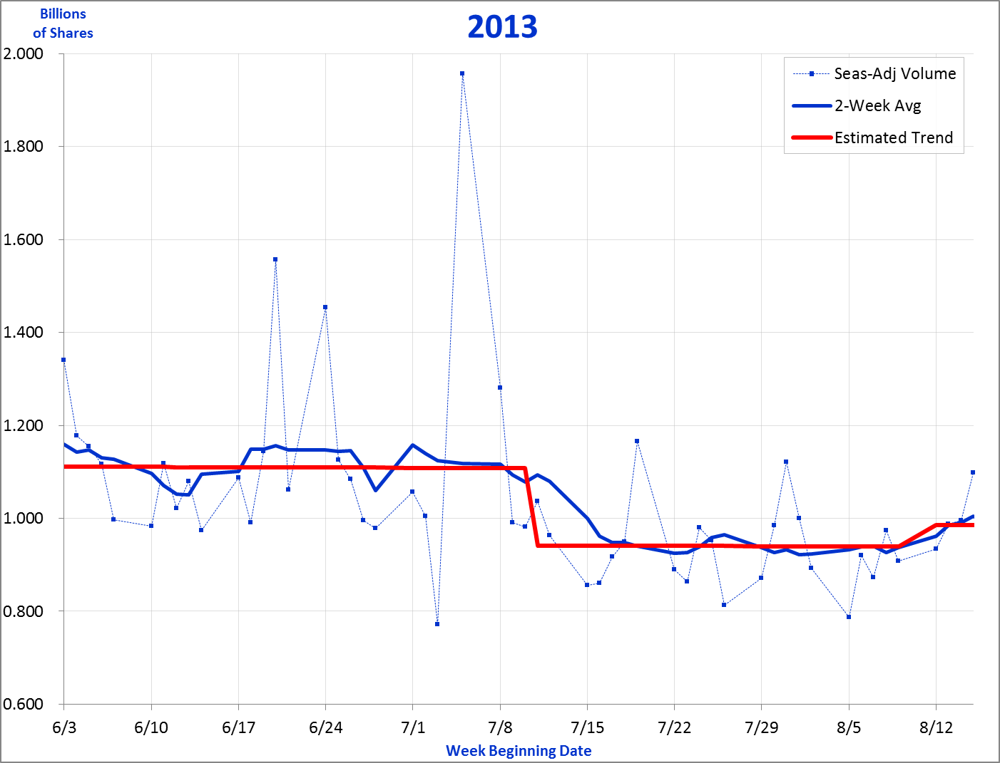 Billions
of Shares
2013
2.000
1.800
1.600
1.400
1.200
1.000
0.800
0.600
Seas-Adj Volume
2-Week Avg
Estimated Trend
6/3 6/10 6/17 6/24 7/1 7/8 7/15 7/22 7/29 8/5 8/12
Week Beginning Date